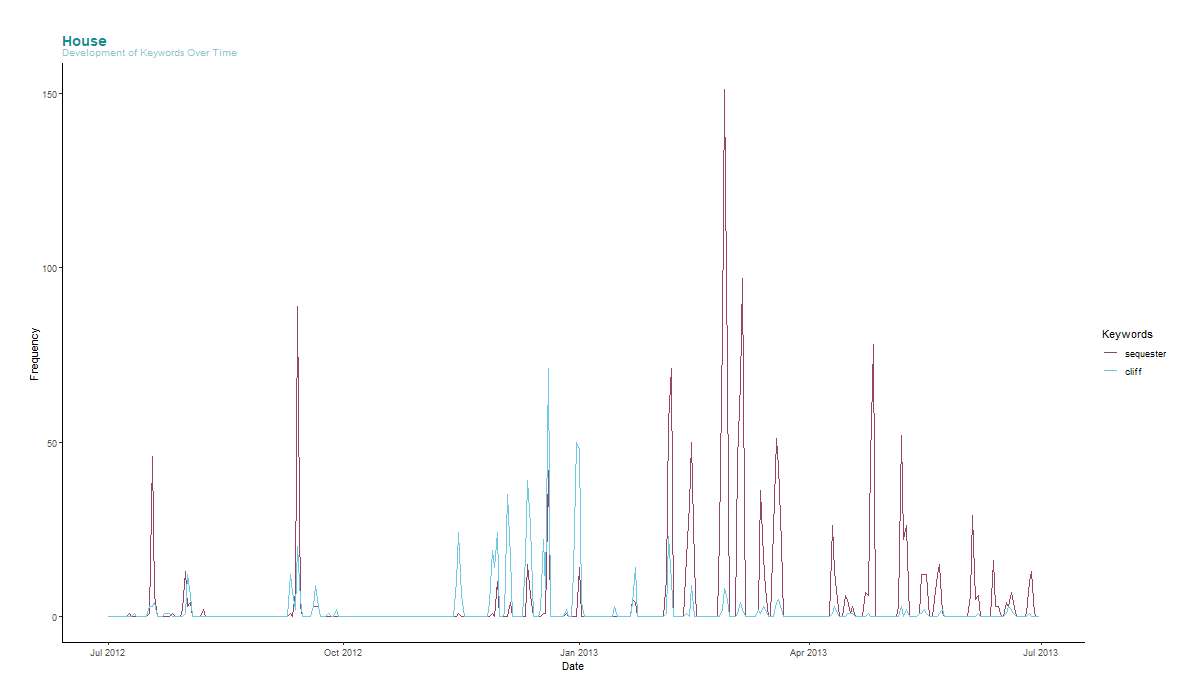 House
Development of Keywords Over Time
150
100
50
0
Frequency
Jul 2012
Oct 2012
Jan 2013
Apr 2013
Jul 2013
Date
Keywords
sequester
cliff